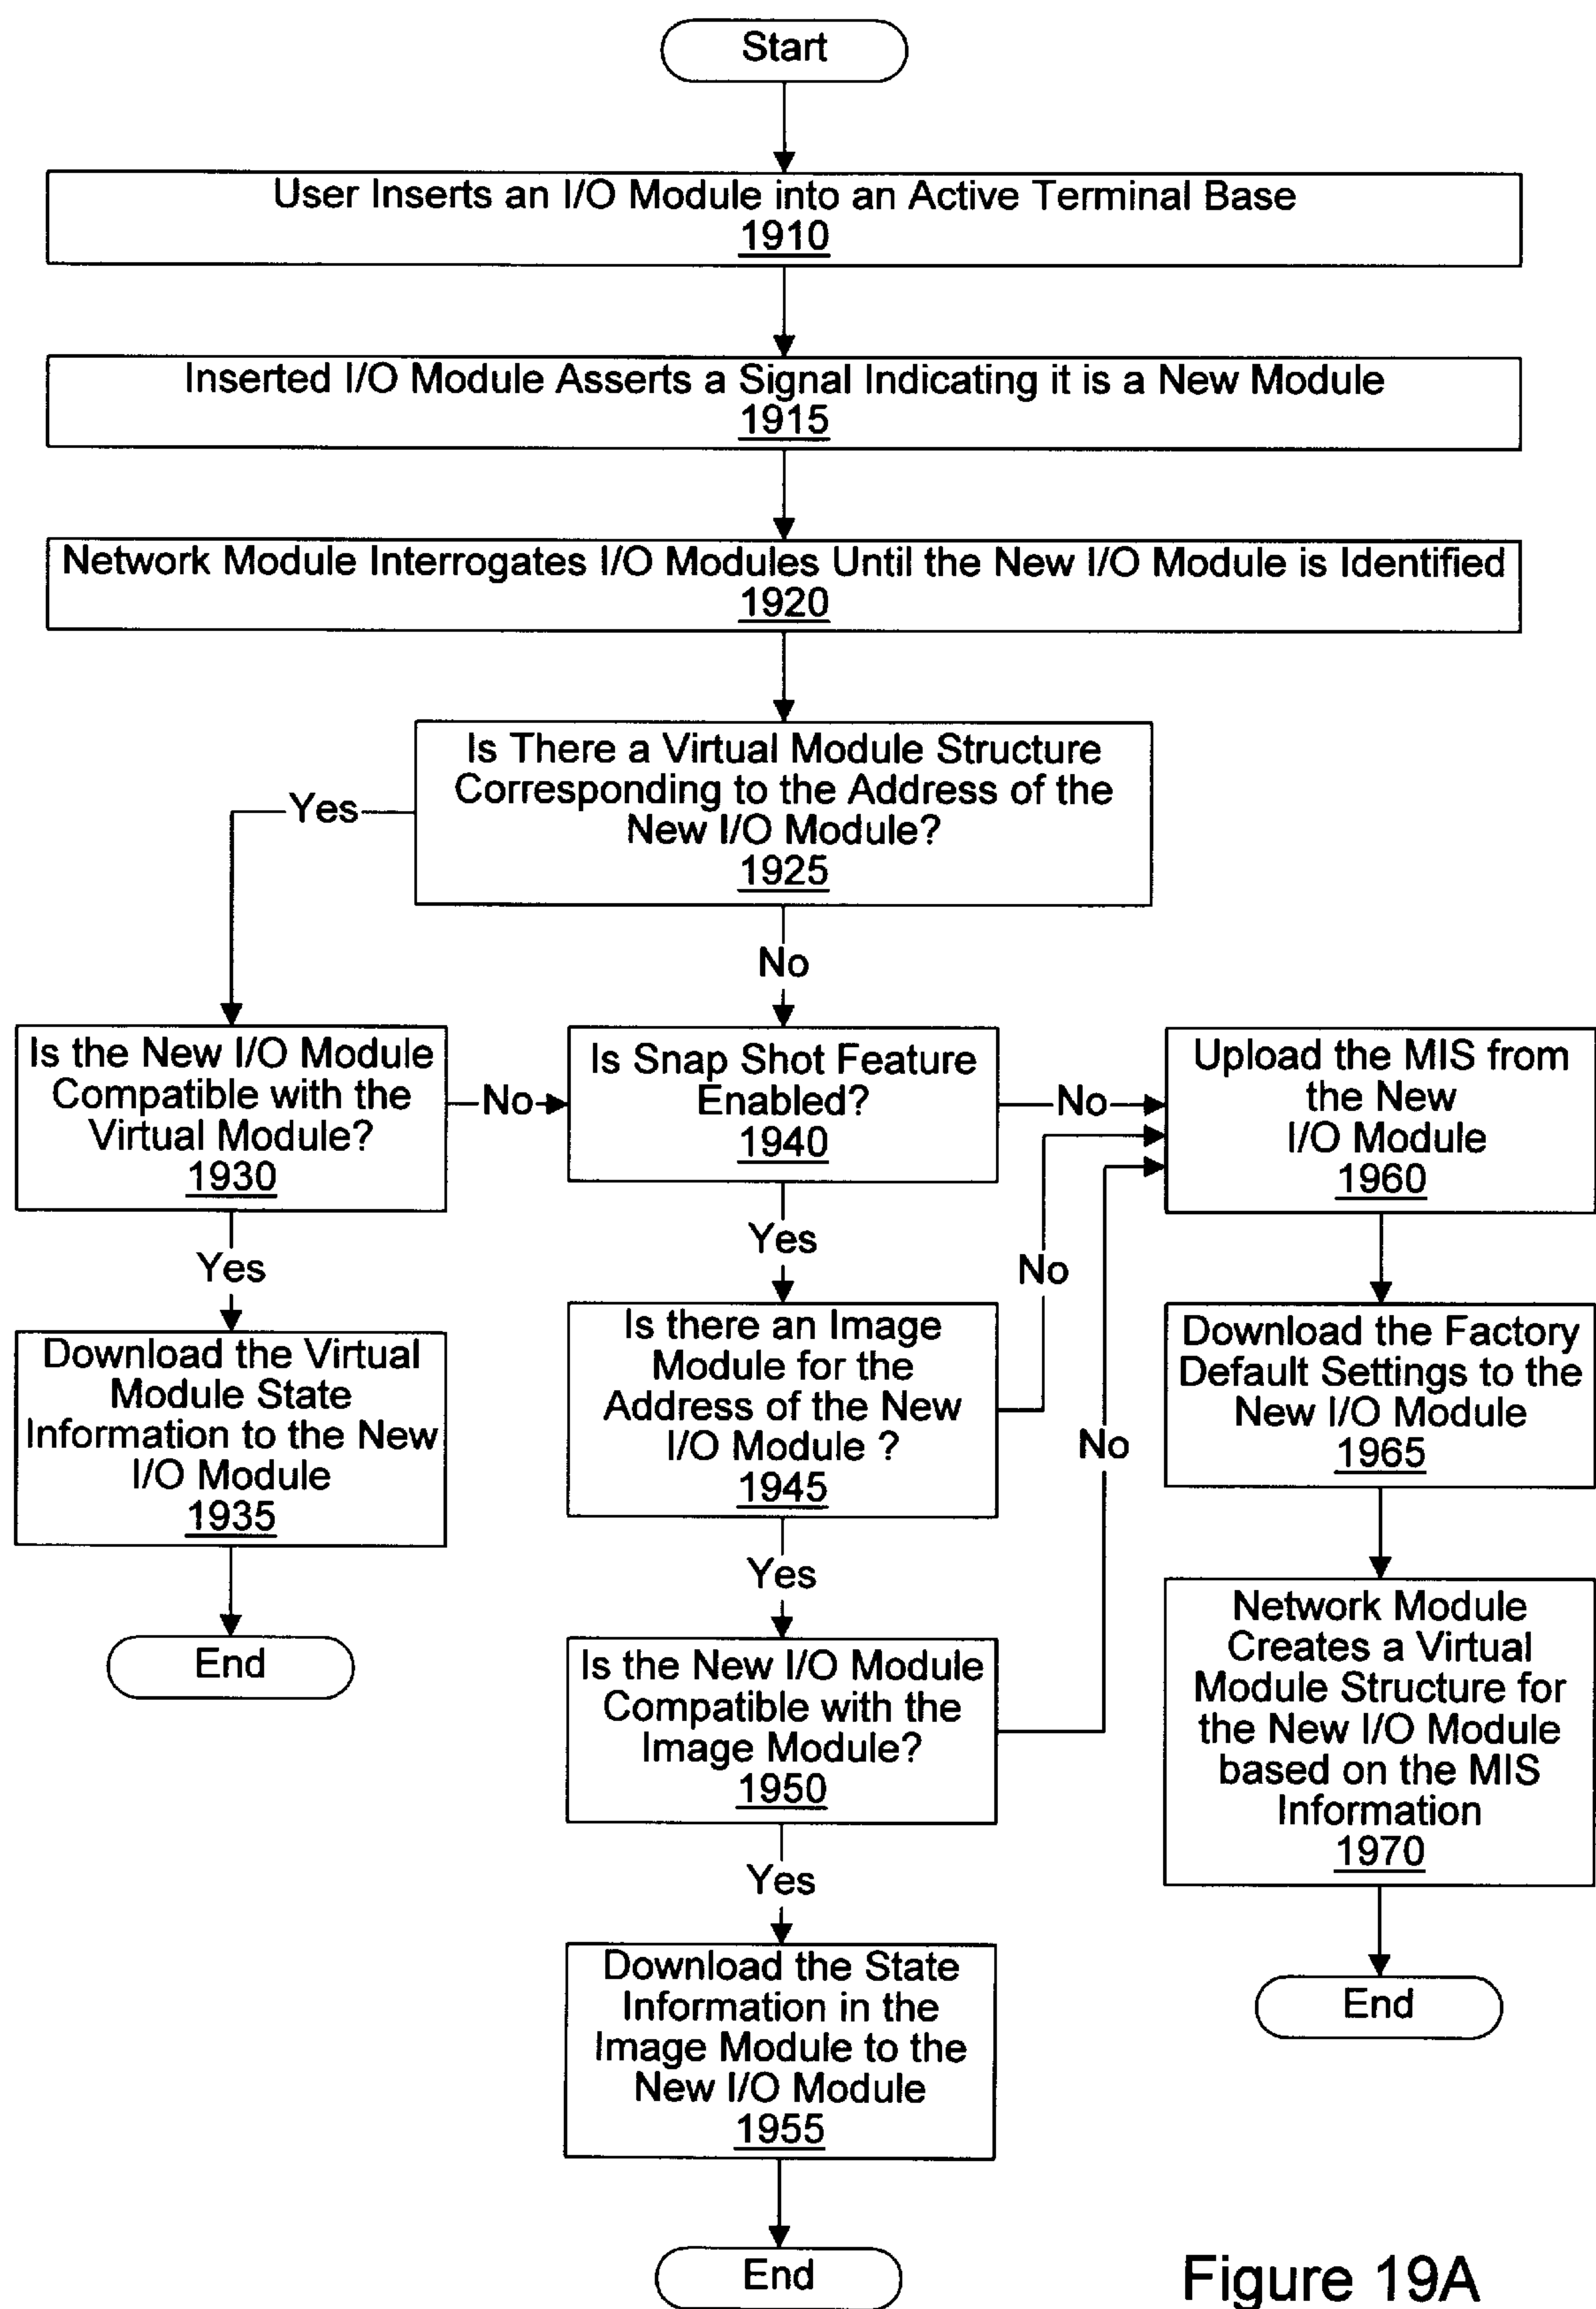 Start
User Inserts an I/O Module into an Active Terminal Base
1910
Inserted I/O Module Asserts a Signal Indicating it is a New Module
1915
Network Module Interrogates I/O Modules Until the New I/O Module is Identified
1920
Is There a Virtual Module Structure
Corresponding to the Address of the
New I/O Module?
1925
Yes
No
Is the New I/O Module
Compatible with the
Virtual Module?
1930
No
Is Snap Shot Feature
Enabled?
1940
No
Upload the MIS from
the New
I/O Module
1960
Yes
Download the Virtual
Module State
Information to the New
I/O Module
1935
End
Yes
Is there an Image
Module for the
Address of the New
I/O Module ?
1945
No
Yes
Is the New I/O Module
Compatible with the
Image Module?
1950
No
Yes
Download the State
Information in the
Image Module to the
New I/O Module
1955
End
Download the Factory
Default Settings to the
New I/O Module
1965
Network Module
Creates a Virtual
Module Structure for
the New I/O Module
based on the MIS
Information
1970
End
Figure 19A